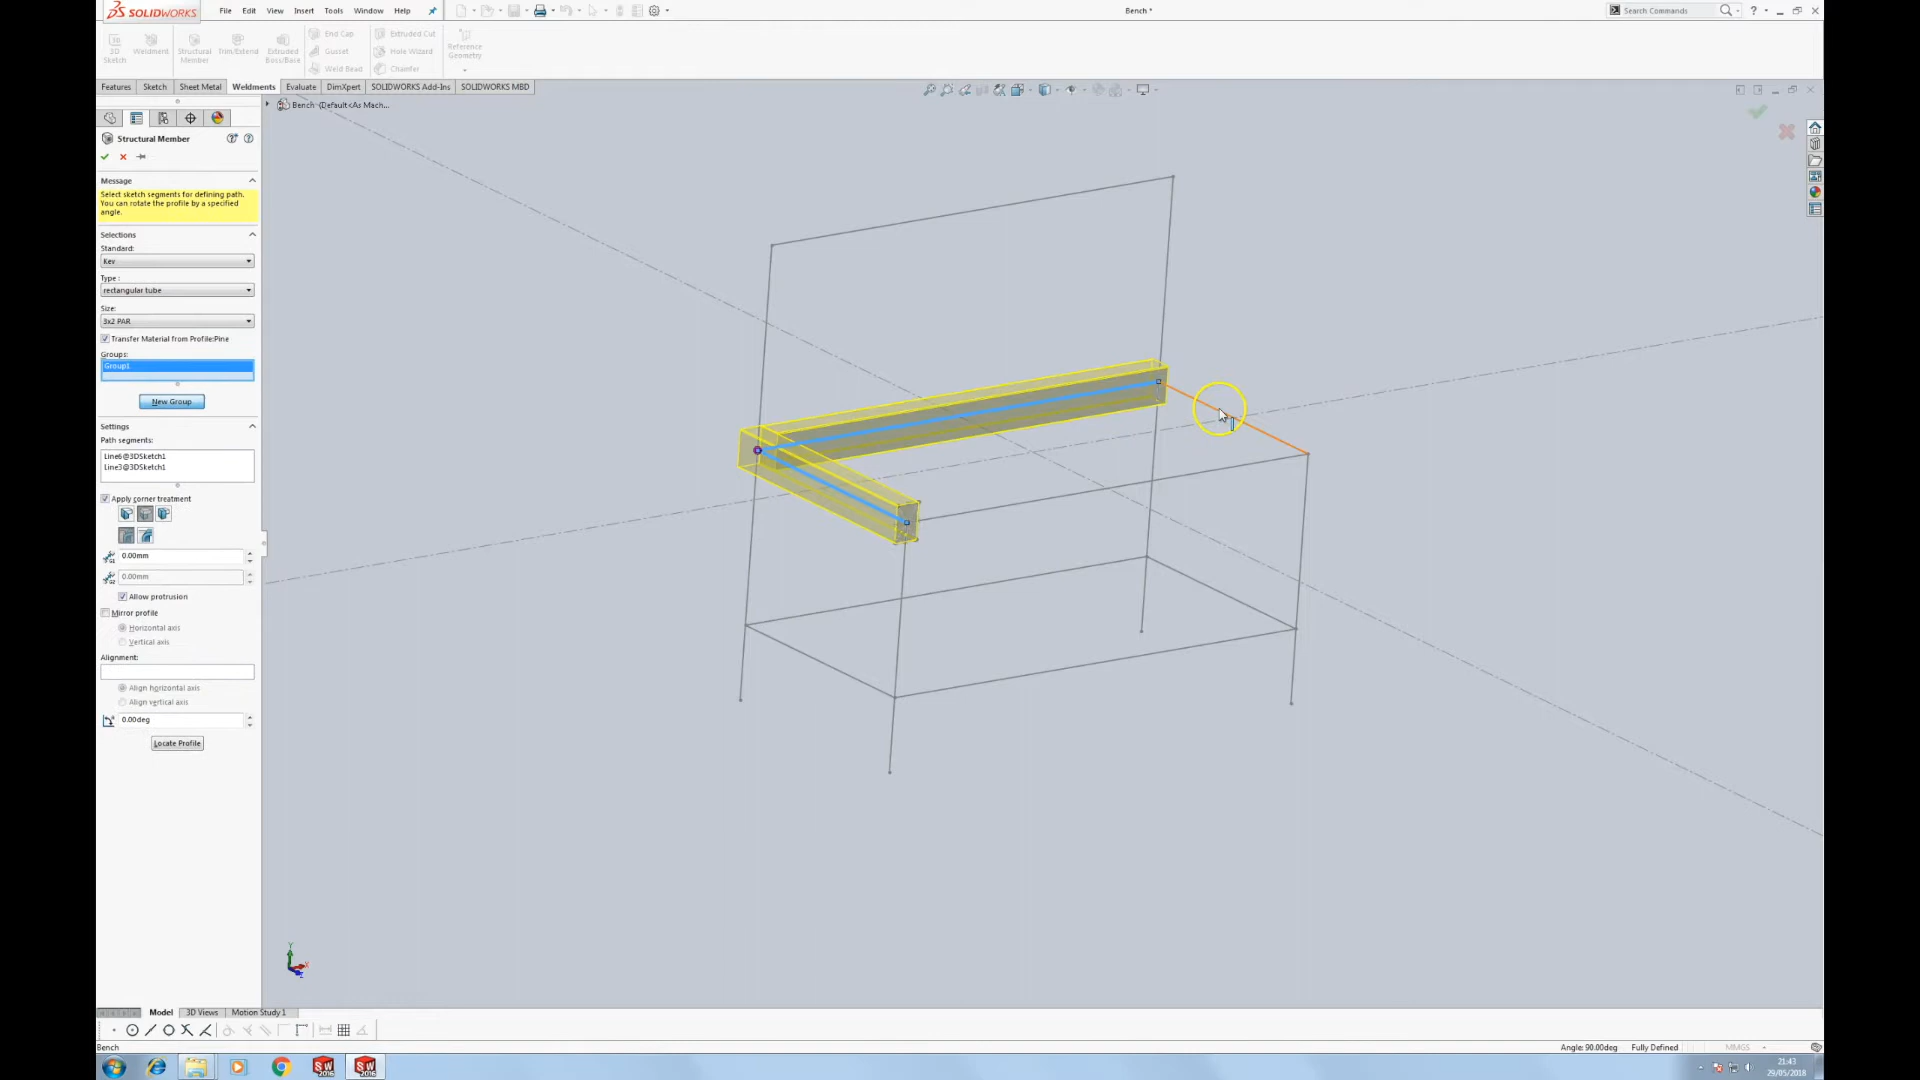 SOLIDWORKS File Edit View Insert Tools Window Help Bench * Search Commands
3D Sketch Weldment Structural Member Trim/Extend Extruded Boss/Base End Cap Gusset Weld Bead Extruded Cut Hole Wizard Chamfer Reference Geometry
Features Sketch Sheet Metal Weldments Evaluate DimXpert SOLIDWORKS Add-Ins SOLIDWORKS MBD
Bench (Default<As Mach...
Structural Member
Message
Select sketch segments for defining path.
You can rotate the profile by a specified
angle.
Selections
Standard:
Kev
Type :
rectangular tube
Size:
3x2 PAR
Transfer Material from Profile:Pine
Groups:
Group1
New Group
Settings
Path segments:
Line6@3DSketch1
Line3@3DSketch1
Apply corner treatment
0.00mm
0.00mm
Allow protrusion
Mirror profile
Horizontal axis
Vertical axis
Alignment:
Align horizontal axis
Align vertical axis
0.00deg
Locate Profile
Model 3D Views Motion Study 1
Bench Angle: 90.00deg Fully Defined MMGS
21:43
29/05/2018